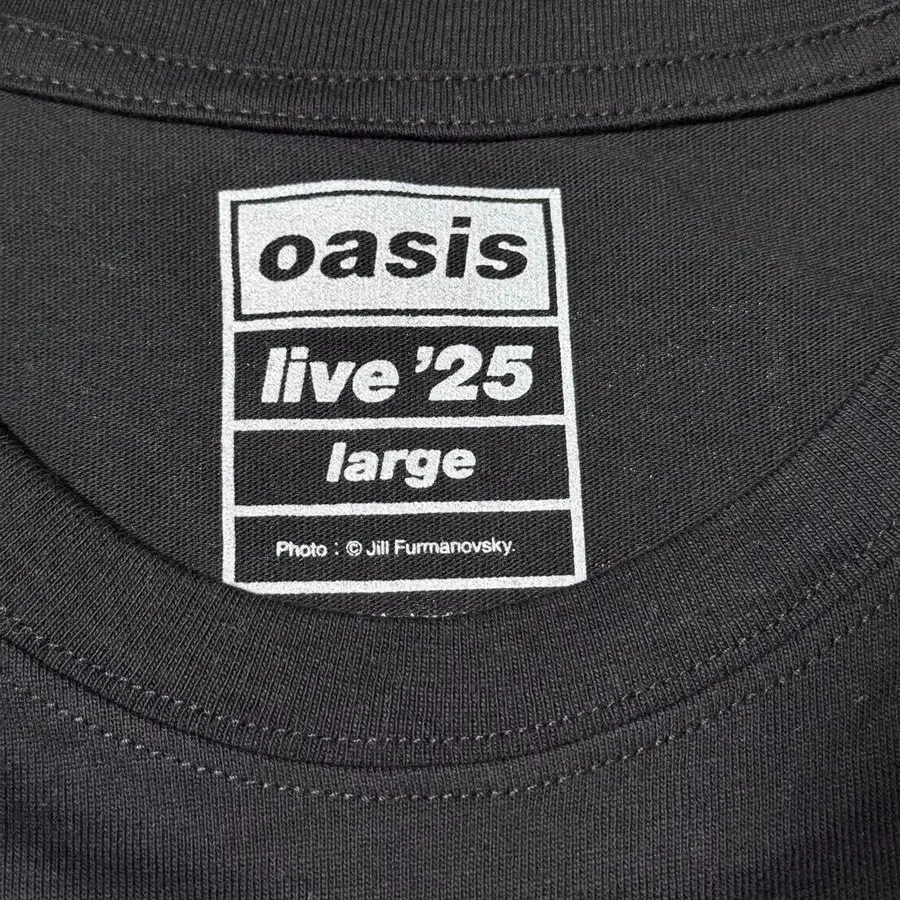 oasis
live '25
large
Photo : © Jill Furmanovsky.